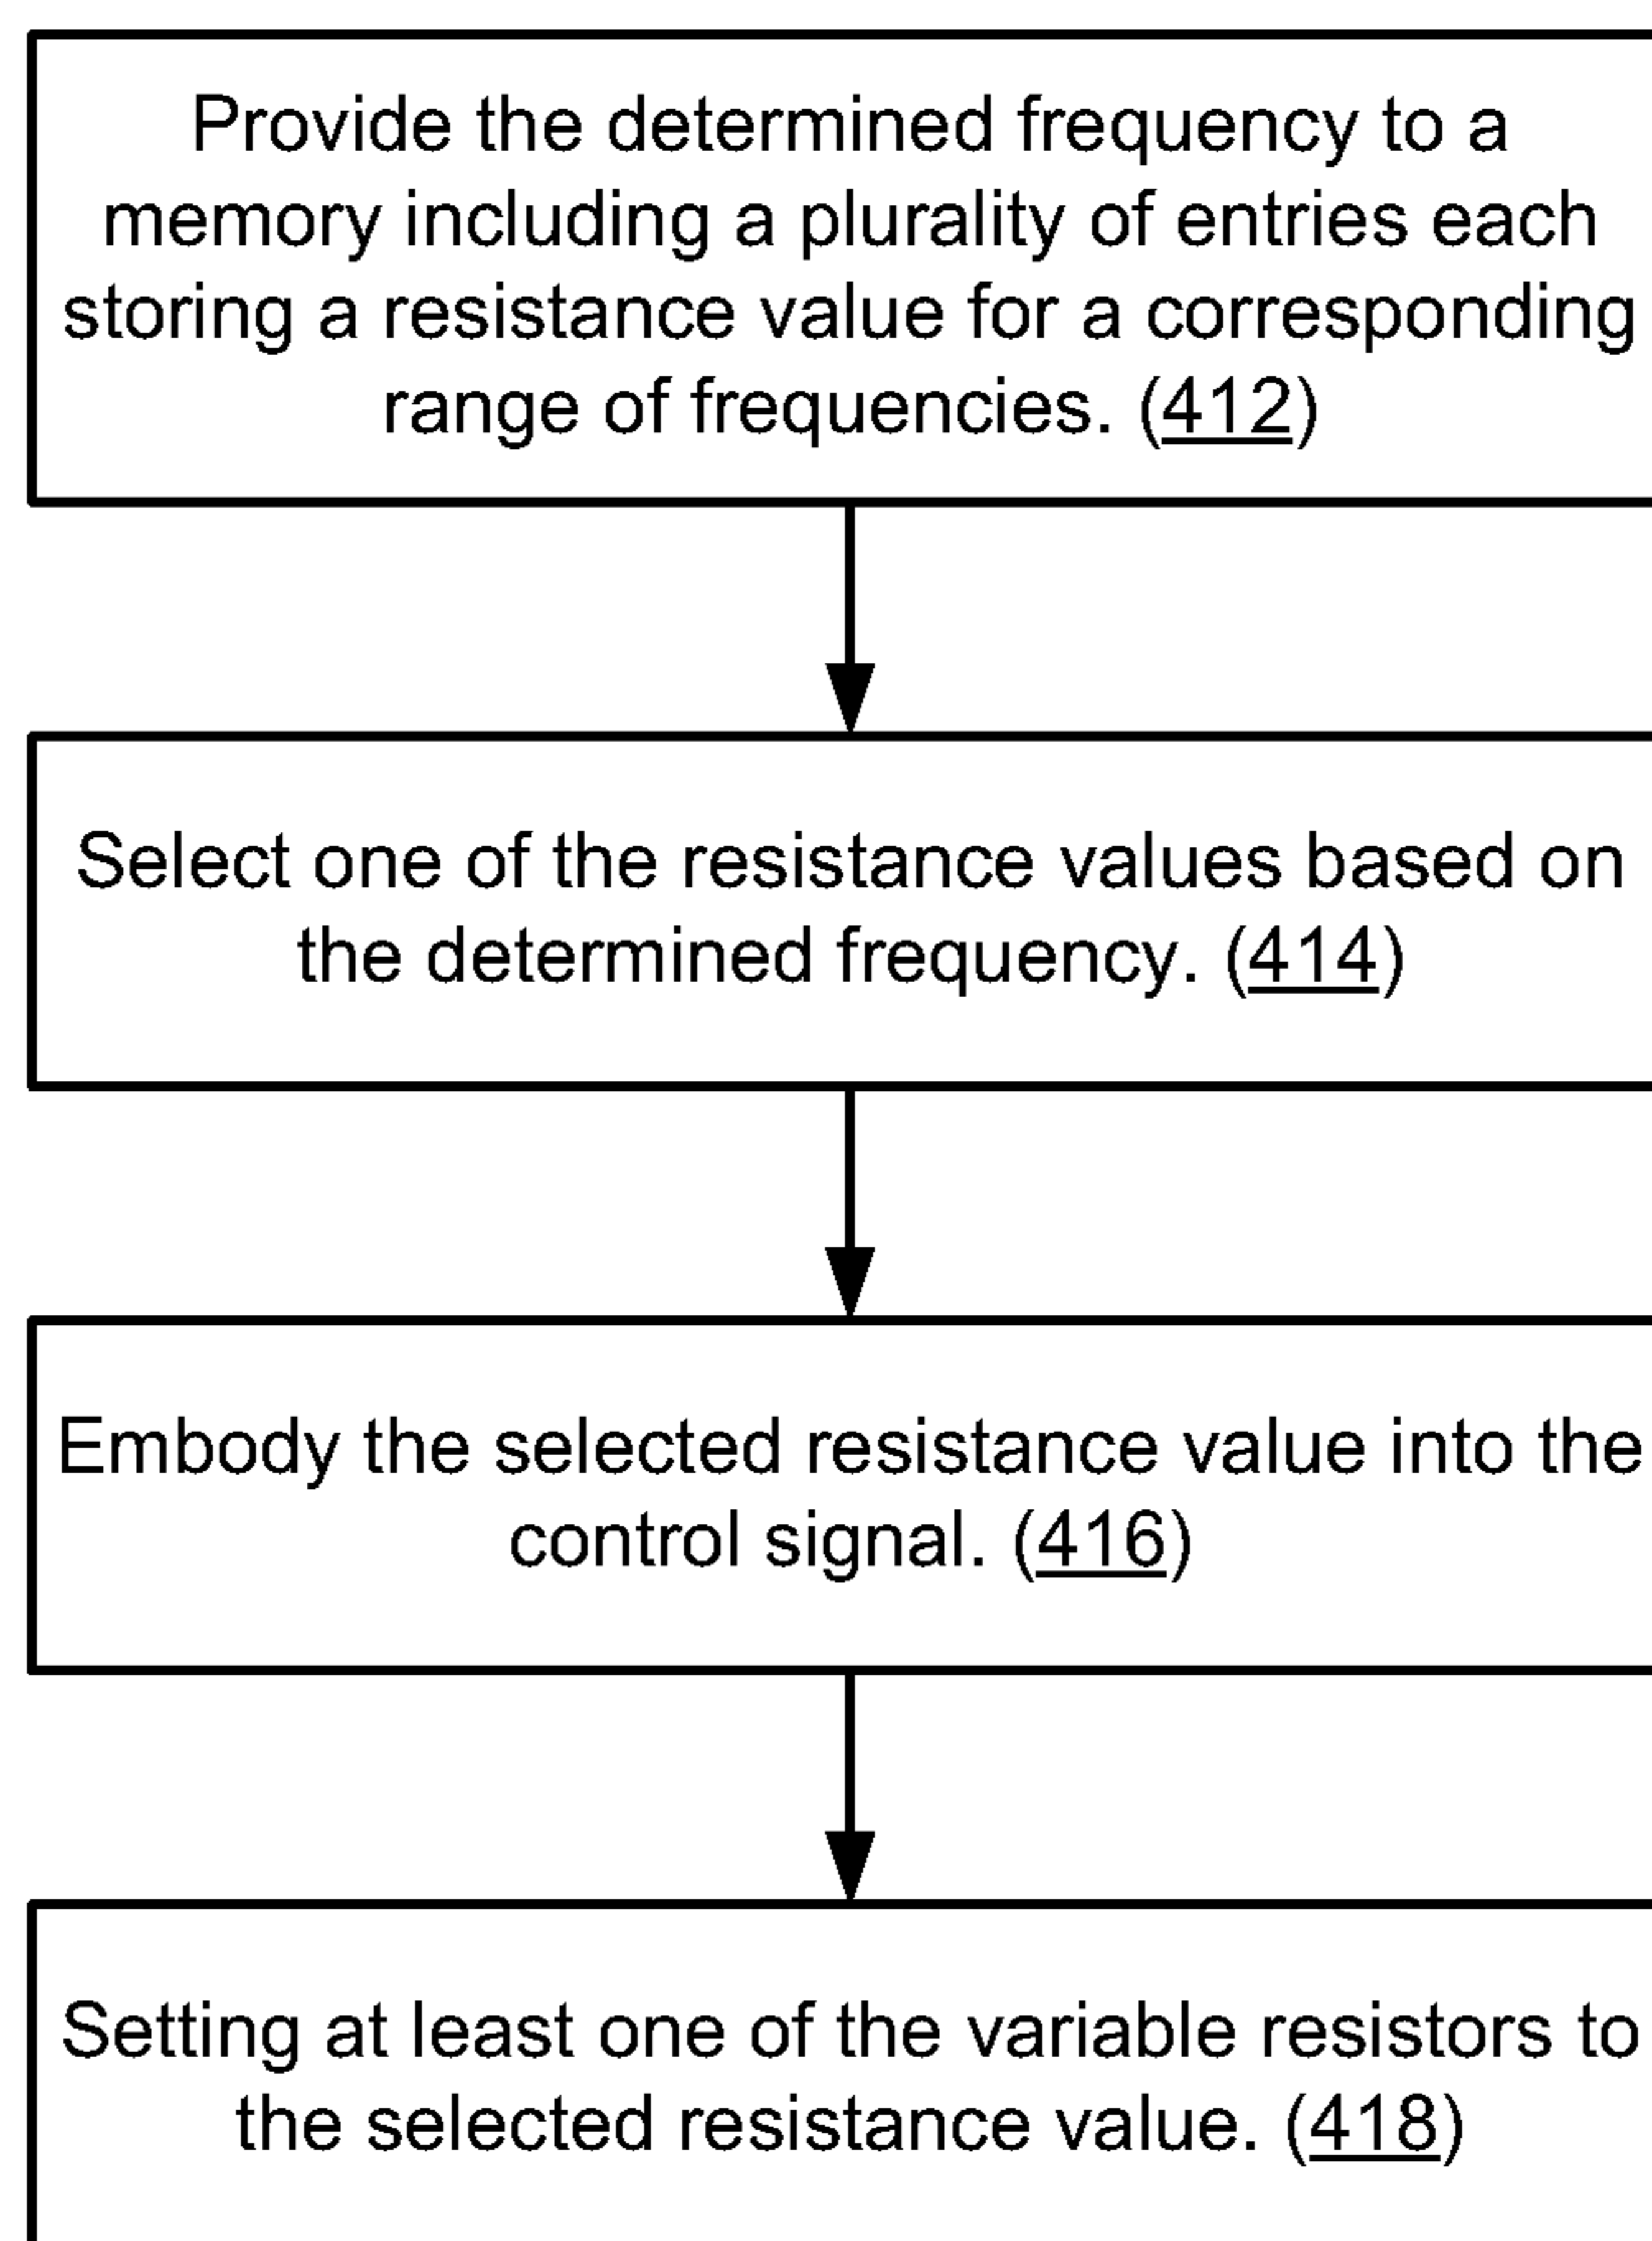 Provide the determined frequency to a
memory including a plurality of entries each
storing a resistance value for a corresponding
range of frequencies. (412)
Select one of the resistance values based on
the determined frequency. (414)
Embody the selected resistance value into the
control signal. (416)
Setting at least one of the variable resistors to
the selected resistance value. (418)